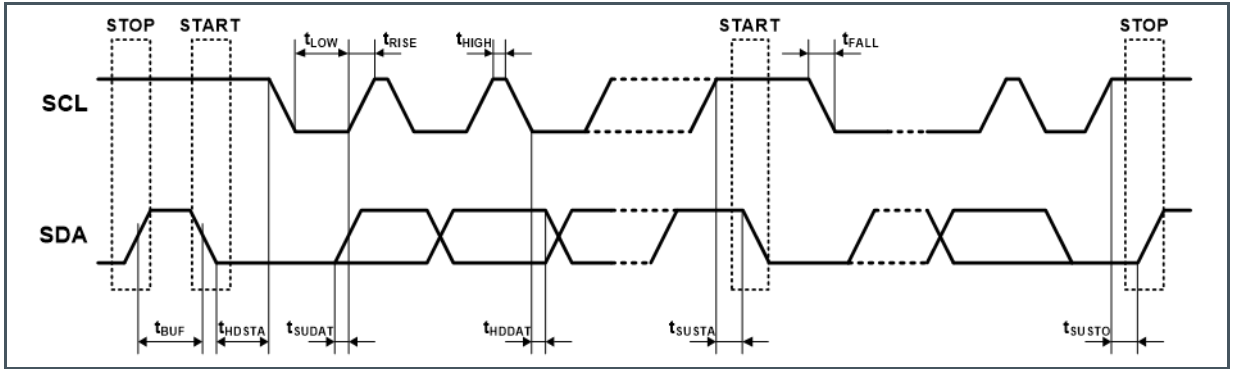 STOP START START STOP
tLOW tRISE tHIGH tFALL
SCL
SDA
tBUF tHDSTA tSUDAT tHDDAT tSUSTA tSUSTO